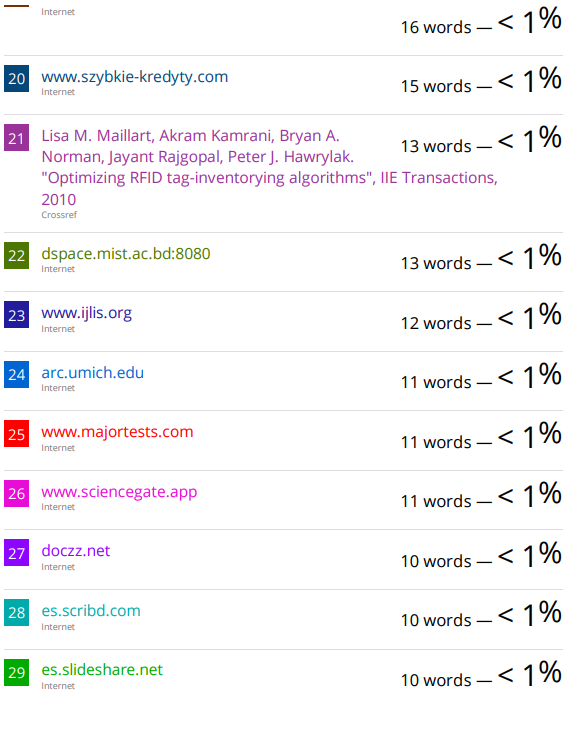 Internet
16 words — < 1%
20 www.szybkie-kredyty.com
Internet
15 words — < 1%
21 Lisa M. Maillart, Akram Kamrani, Bryan A.
Norman, Jayant Rajgopal, Peter J. Hawrylak.
"Optimizing RFID tag-inventorying algorithms", IIE Transactions,
2010
Crossref
13 words — < 1%
22 dspace.mist.ac.bd:8080
Internet
13 words — < 1%
23 www.ijlis.org
Internet
12 words — < 1%
24 arc.umich.edu
Internet
11 words — < 1%
25 www.majortests.com
Internet
11 words — < 1%
26 www.sciencegate.app
Internet
11 words — < 1%
27 doczz.net
Internet
10 words — < 1%
28 es.scribd.com
Internet
10 words — < 1%
29 es.slideshare.net
Internet
10 words — < 1%